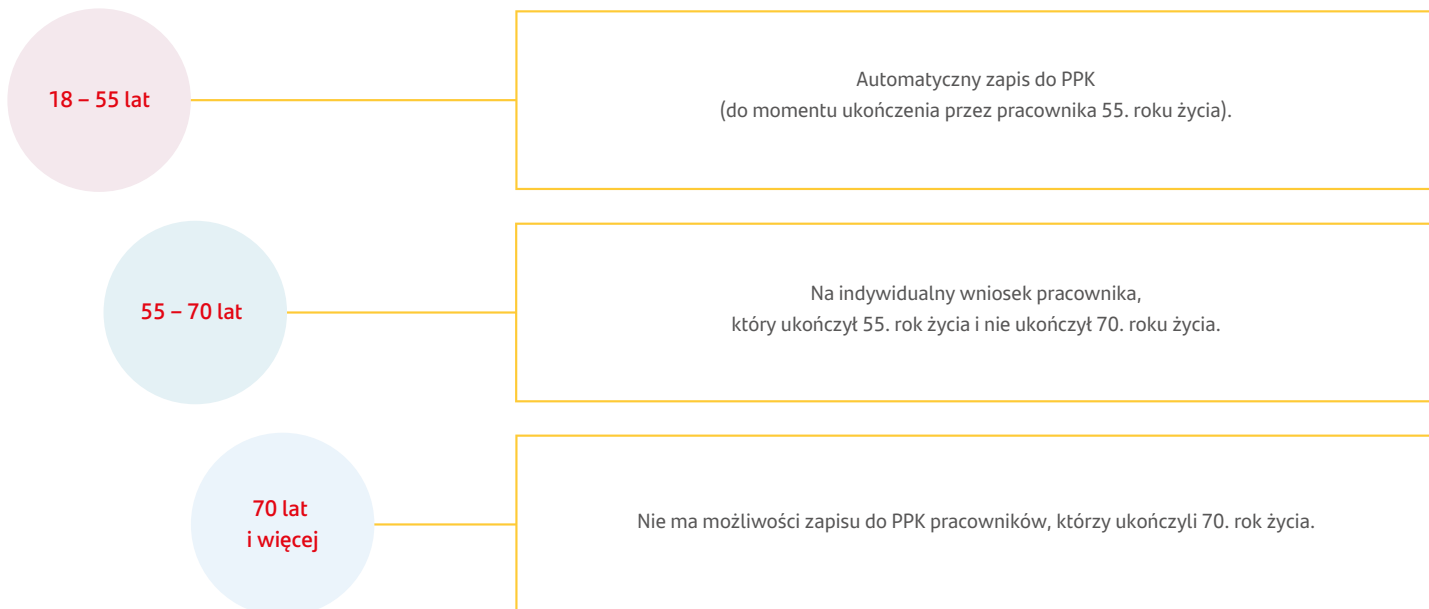 18 – 55 lat
Automatyczny zapis do PPK
(do momentu ukończenia przez pracownika 55. roku życia).
55 – 70 lat
Na indywidualny wniosek pracownika,
który ukończył 55. rok życia i nie ukończył 70. roku życia.
70 lat
i więcej
Nie ma możliwości zapisu do PPK pracowników, którzy ukończyli 70. rok życia.